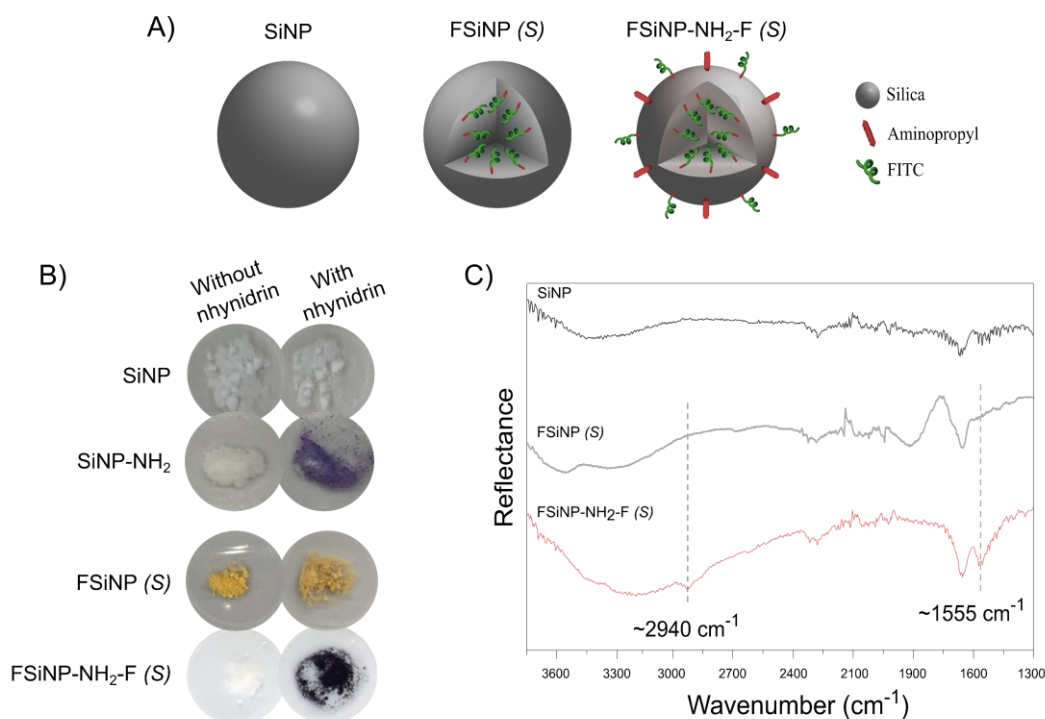 A)
SiNP
FSiNP (S)
FSiNP-NH₂-F (S)
Silica
Aminopropyl
FITC
B)
Without
nhynidrin
With
nhynidrin
SiNP
SiNP-NH₂
FSiNP (S)
FSiNP-NH₂-F (S)
C)
SiNP
FSiNP (S)
FSiNP-NH₂-F (S)
~2940 cm⁻¹
~1555 cm⁻¹
Reflectance
3600 3300 3000 2700 2400 2100 1900 1600 1300
Wavenumber (cm⁻¹)